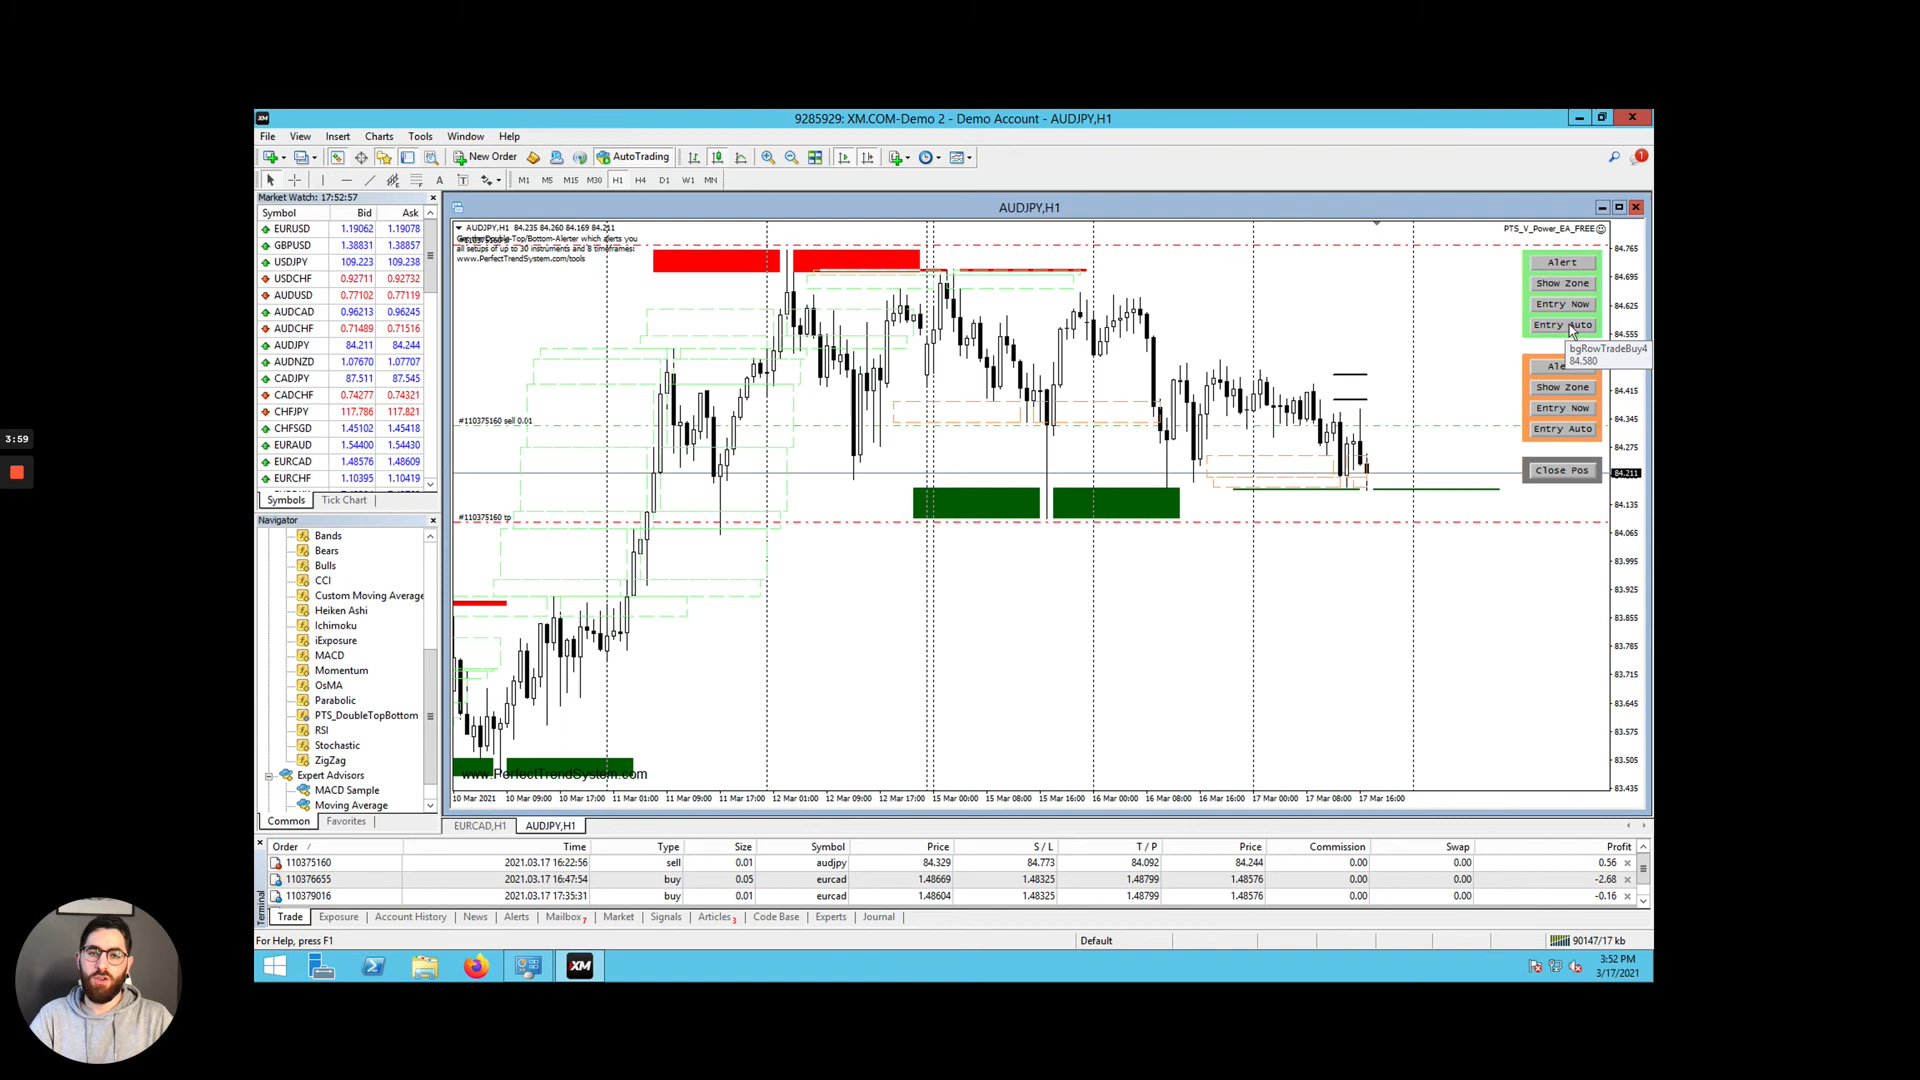 9285929: XM.COM-Demo 2 - Demo Account - AUDJPY,H1
File View Insert Charts Tools Window Help
New Order AutoTrading 1
A T M1 M5 M15 M30 H1 H4 D1 W1 MN
Market Watch: 17:52:57
Symbol Bid Ask
EURUSD 1.19062 1.19078
GBPUSD 1.38831 1.38857
USDJPY 109.223 109.238
USDCHF 0.92711 0.92732
AUDUSD 0.77102 0.77119
AUDCAD 0.96213 0.96245
AUDCHF 0.71489 0.71516
AUDJPY 84.211 84.244
AUDNZD 1.07670 1.07707
CADJPY 87.511 87.545
CADCHF 0.74277 0.74321
CHFJPY 117.786 117.821
CHFSGD 1.45102 1.45418
EURAUD 1.54400 1.54430
EURCAD 1.48576 1.48609
EURCHF 1.10395 1.10419
Symbols Tick Chart
Navigator
Bands
Bears
Bulls
CCI
Custom Moving Average
Heiken Ashi
Ichimoku
iExposure
MACD
Momentum
OsMA
Parabolic
PTS_DoubleTopBottom
RSI
Stochastic
ZigZag
Expert Advisors
MACD Sample
Moving Average
Common Favorites
AUDJPY,H1
AUDJPY,H1 84.235 84.260 84.169 84.211
Get the Double-Top/Bottom-Alerter which alerts you
all setups of up to 30 instruments and 8 timeframes:
www.PerfectTrendSystem.com/tools
PTS_V_Power_EA_FREE
Alert
Show Zone
Entry Now
Entry Auto
bgRowTradeBuy4
84.580
Show Zone
Entry Now
Entry Auto
Close Pos
#110375160 sell 0.01
#110375160 tp
www.PerfectTrendSystem.com
84.765
84.695
84.625
84.555
84.415
84.345
84.275
84.211
84.135
84.065
83.995
83.925
83.855
83.785
83.715
83.645
83.575
83.505
83.435
10 Mar 2021 10 Mar 09:00 10 Mar 17:00 11 Mar 01:00 11 Mar 09:00 11 Mar 17:00 12 Mar 01:00 12 Mar 09:00 12 Mar 17:00 15 Mar 00:00 15 Mar 08:00 15 Mar 16:00 16 Mar 00:00 16 Mar 08:00 16 Mar 16:00 17 Mar 00:00 17 Mar 08:00 17 Mar 16:00
EURCAD,H1 AUDJPY,H1
Order / Time Type Size Symbol Price S / L T / P Price Commission Swap Profit
110375160 2021.03.17 16:22:56 sell 0.01 audjpy 84.329 84.773 84.092 84.244 0.00 0.00 0.56
110376655 2021.03.17 16:47:54 buy 0.05 eurcad 1.48669 1.48325 1.48799 1.48576 0.00 0.00 -2.68
110379016 2021.03.17 17:35:31 buy 0.01 eurcad 1.48604 1.48325 1.48799 1.48576 0.00 0.00 -0.16
Terminal
Trade Exposure Account History News Alerts Mailbox 7 Market Signals Articles 3 Code Base Experts Journal
For Help, press F1 Default 90147/17 kb
XM
3:52 PM
3/17/2021
3:59